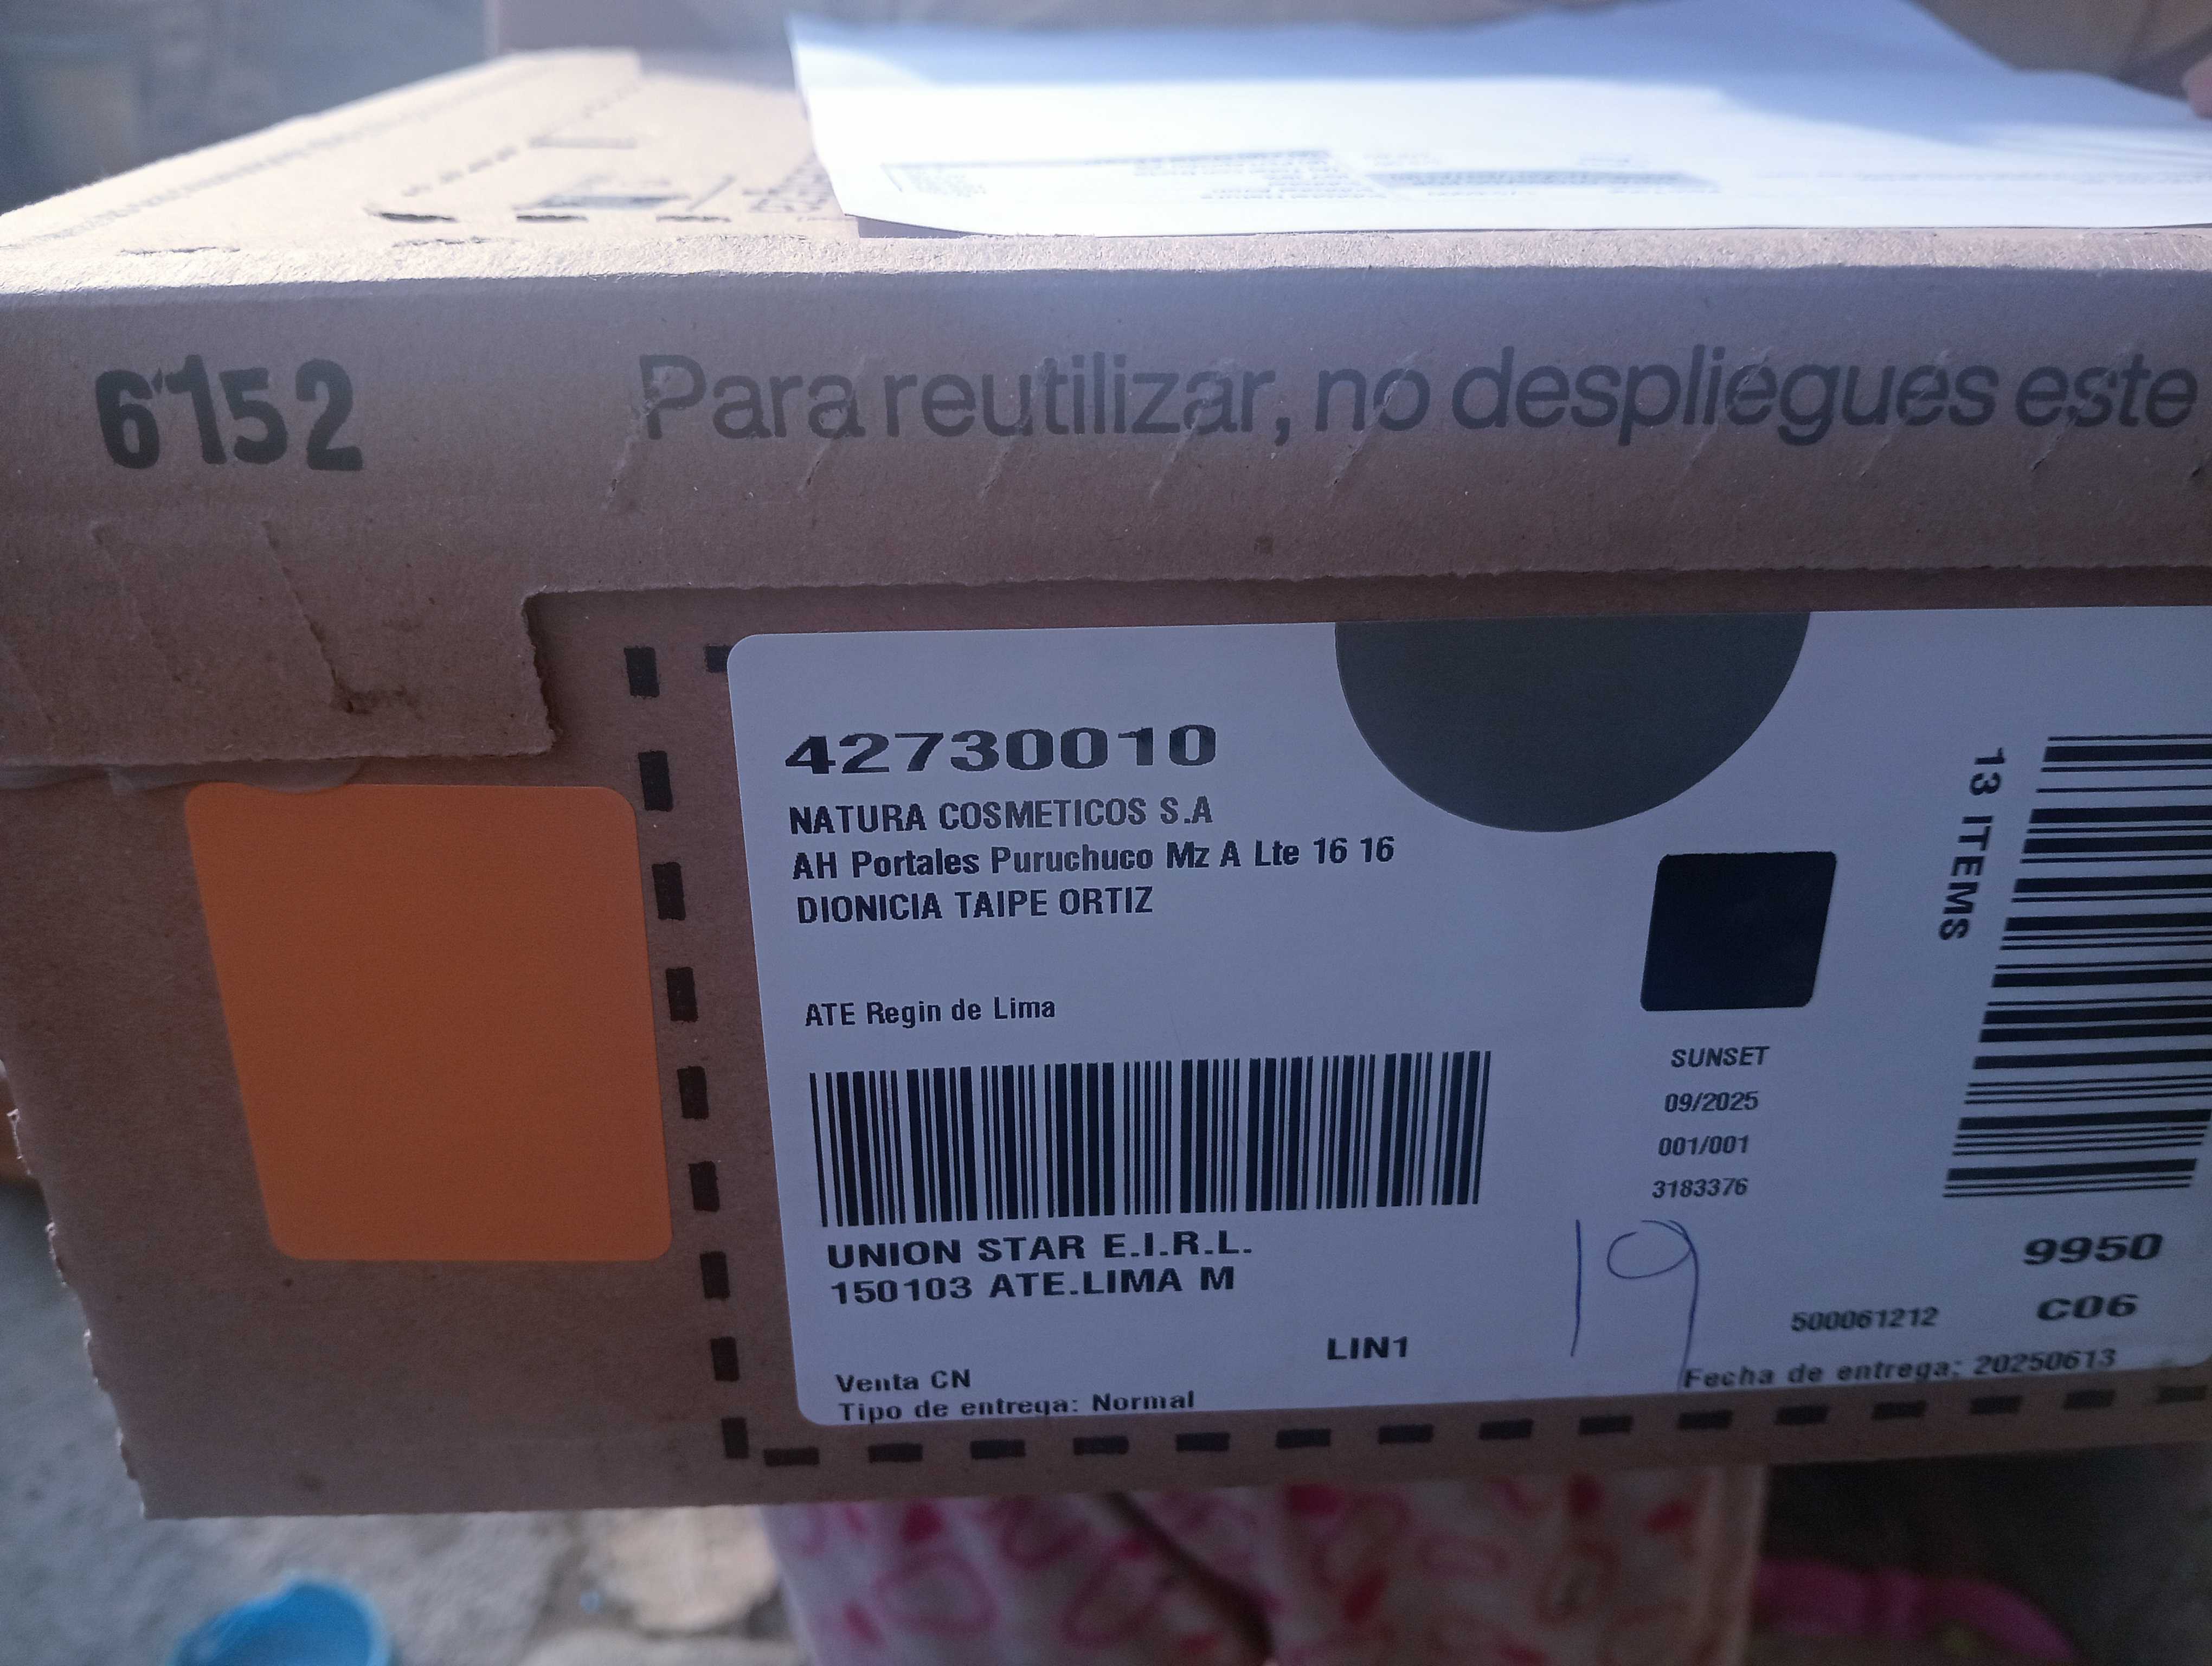 6152
Para reutilizar, no despliegues este
42730010
NATURA COSMETICOS S.A
AH Portales Puruchuco Mz A Lte 16 16
DIONICIA TAIPE ORTIZ
ATE Regin de Lima
13 ITEMS
SUNSET
09/2025
001/001
3183376
UNION STAR E.I.R.L.
150103 ATE.LIMA M
19
9950
C06
500061212
LIN1
Fecha de entrega: 20250613
Venta CN
Tipo de entrega: Normal